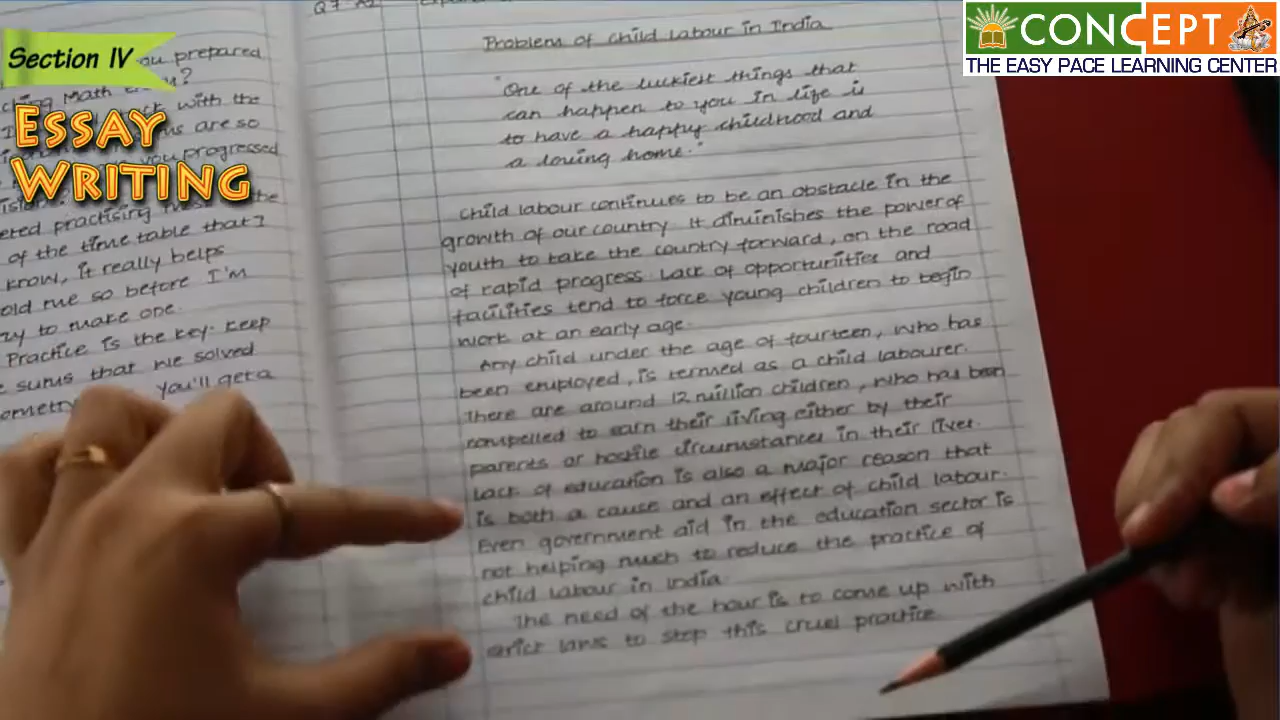 Section IV
ESSAY
WRITING
CONCEPT
THE EASY PACE LEARNING CENTER
ou prepared
with the
are so
you progressed
the
eted practising
of the time table that?
know, it really helps
old me so before I'm
to make one.
Practice is the key. Keep
sums that we solved
you'll get a
Problem of child Labour in India
"One of the luckiest things that
can happen to you in life is
to have a happy childhood and
a loving home."
Child labour continues to be an obstacle in the
growth of our country. It diminishes the power of
youth to take the country forward, on the road
of rapid progress. Lack of opportunities and
facilities tend to force young children to begin
work at an early age.
Any child under the age of fourteen, who has
been employed, is termed as a child labourer.
There are around 12 million children, who has been
compelled to earn their living either by their
parents or hostile circumstances in their lives.
Lack of education is also a major reason that
is both a cause and an effect of child labour.
Even government aid in the education sector is
not helping much to reduce the practice of
child labour in India.
The need of the hour is to come up with
strict laws to stop this cruel practice